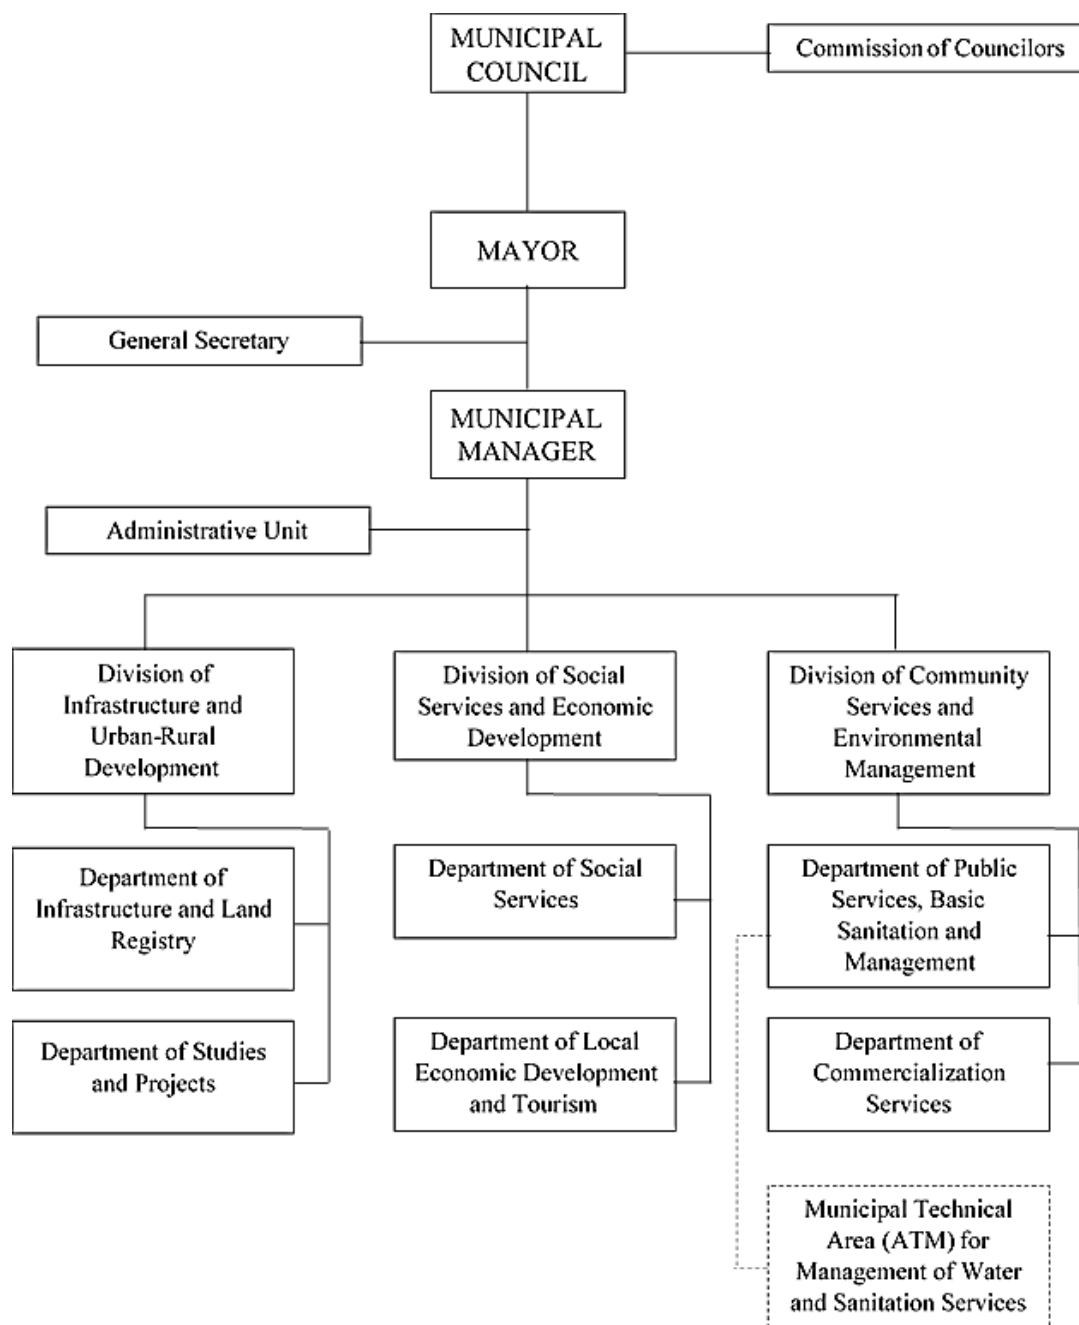 MUNICIPAL
COUNCIL
Commission of Councilors
MAYOR
General Secretary
MUNICIPAL
MANAGER
Administrative Unit
Division of
Infrastructure and
Urban-Rural
Development
Division of Social
Services and Economic
Development
Division of Community
Services and
Environmental
Management
Department of
Infrastructure and Land
Registry
Department of Social
Services
Department of Public
Services, Basic
Sanitation and
Management
Department of Studies
and Projects
Department of Local
Economic Development
and Tourism
Department of
Commercialization
Services
Municipal Technical
Area (ATM) for
Management of Water
and Sanitation Services